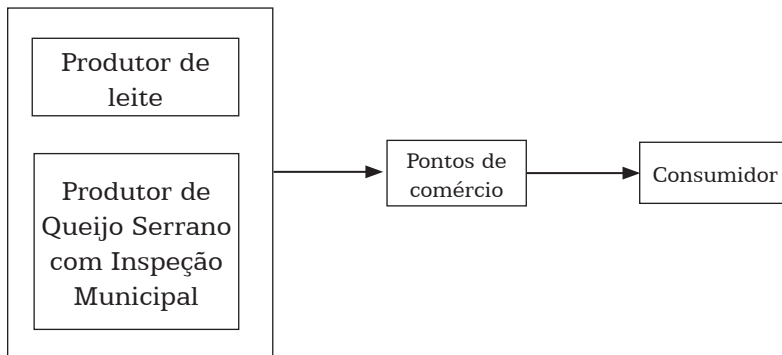 Produtor de
leite
Produtor de
Queijo Serrano
com Inspeção
Municipal
Pontos de
comércio
Consumidor